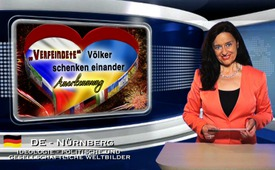 "VERFEINDETE" Völker
schenken einander
Anerkennung
DE - NÜRNBERG
IDEOLOGIE - POLITISCHE UND
GESELLSCHAFTLICHE WELTBILDER